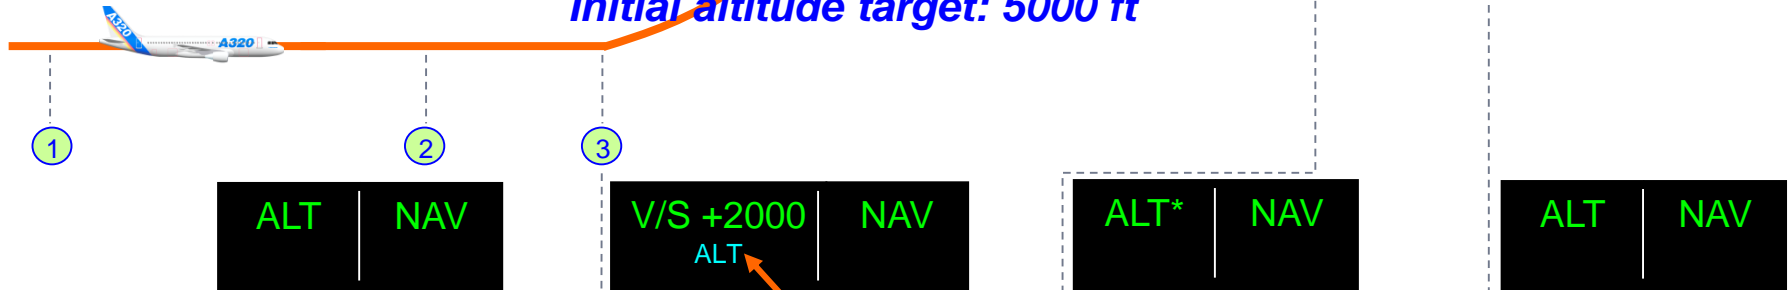 Initial altitude target: 5000 ft
A320
A320
1
2
3
ALT NAV
V/S +2000 NAV
ALT
ALT* NAV
ALT NAV